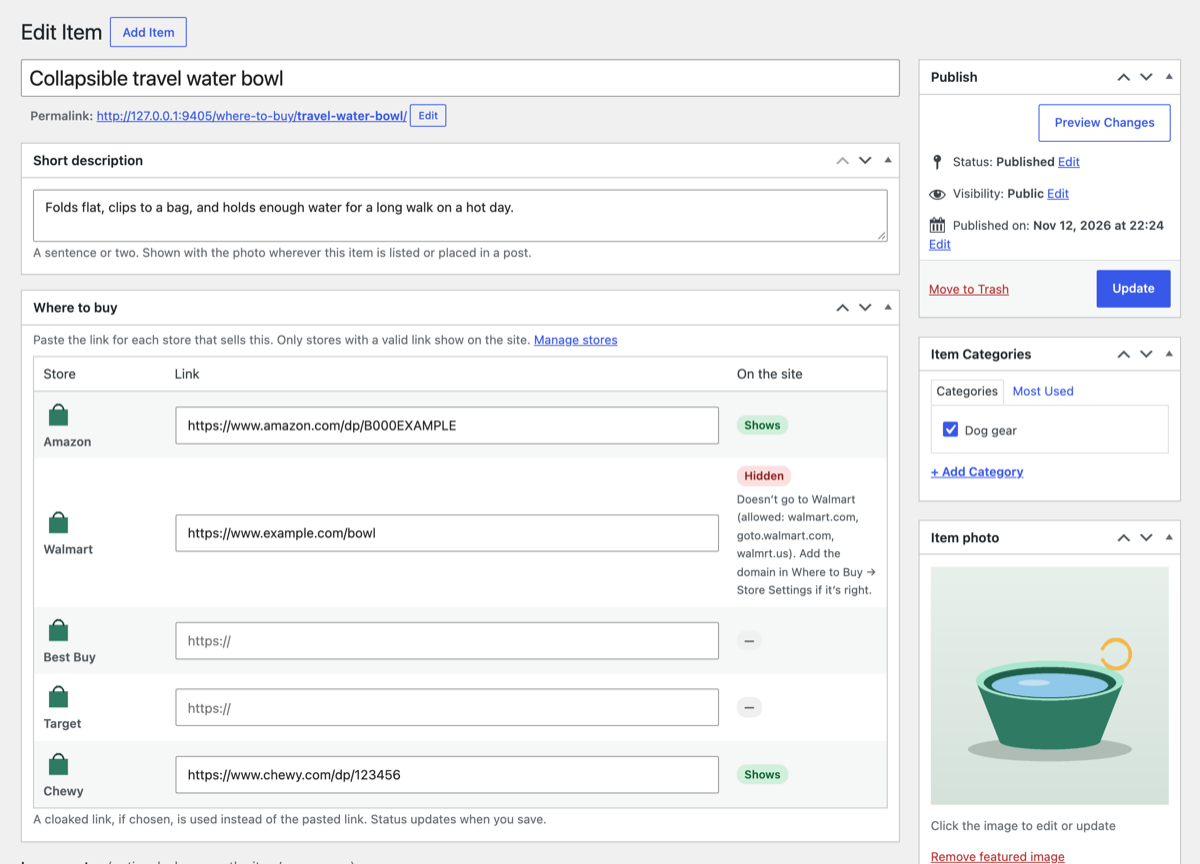 Edit Item
Add Item
Collapsible travel water bowl
Permalink: http://127.0.0.1:9405/where-to-buy/travel-water-bowl/ Edit
Short description
Folds flat, clips to a bag, and holds enough water for a long walk on a hot day.
A sentence or two. Shown with the photo wherever this item is listed or placed in a post.
Where to buy
Paste the link for each store that sells this. Only stores with a valid link show on the site. Manage stores
Store Link On the site
Amazon
https://www.amazon.com/dp/B000EXAMPLE
Shows
Walmart
https://www.example.com/bowl
Hidden
Doesn't go to Walmart
(allowed: walmart.com,
goto.walmart.com,
walmrt.us). Add the
domain in Where to Buy →
Store Settings if it's right.
Best Buy
https://
—
Target
https://
—
Chewy
https://www.chewy.com/dp/123456
Shows
A cloaked link, if chosen, is used instead of the pasted link. Status updates when you save.
Publish
Preview Changes
Status: Published Edit
Visibility: Public Edit
Published on: Nov 12, 2026 at 22:24
Edit
Move to Trash
Update
Item Categories
Categories Most Used
Dog gear
+ Add Category
Item photo
Click the image to edit or update
Remove featured image